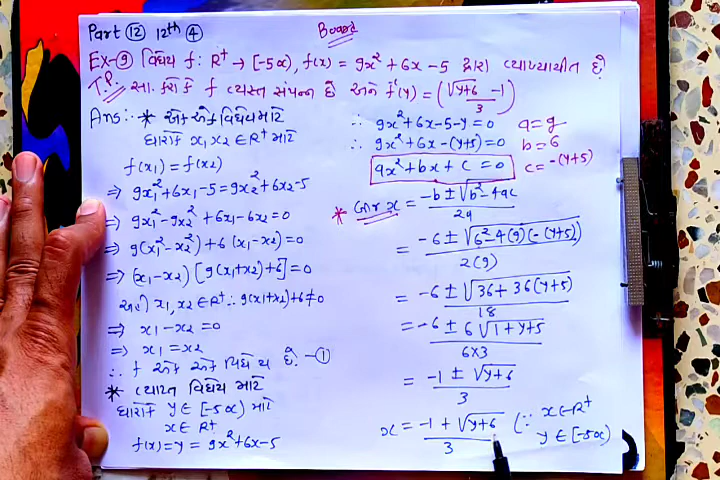 Part ⑫ 12th ④
Board
Ex-⑨ વિધેય f: R⁺ → [-5∝), f(x) = 9x² + 6x - 5 દ્વારા વ્યાખ્યાયીત છે
T.P. સા. કરો કે f વ્યસ્ત સંપન્ન છે અને f⁻¹(y) = (√y+6 - 1 / 3)
Ans:- * એક એક વિધેય માટે
ધારોકે x₁, x₂ ∈ R⁺ માટે
f(x₁) = f(x₂)
⇒ 9x₁² + 6x₁ - 5 = 9x₂² + 6x₂ - 5
⇒ 9x₁² - 9x₂² + 6x₁ - 6x₂ = 0
⇒ 9(x₁² - x₂²) + 6(x₁ - x₂) = 0
⇒ (x₁ - x₂) [9(x₁ + x₂) + 6] = 0
x₁, x₂ ∈ R⁺ ∴ 9(x₁ + x₂) + 6 ≠ 0
⇒ x₁ - x₂ = 0
⇒ x₁ = x₂
∴ f એક એક વિધેય છે. -①
* વ્યાપ્ત વિધેય માટે
ધારોકે y ∈ [-5∝) માટે
x ∈ R⁺
f(x) = y = 9x² + 6x - 5
∴ 9x² + 6x - 5 - y = 0
∴ 9x² + 6x - (y+5) = 0
a = 9
b = 6
c = -(y+5)
ax² + bx + c = 0
* x = -b ± √b² - 4ac / 2a
= -6 ± √6² - 4(9)(-(y+5)) / 2(9)
= -6 ± √36 + 36(y+5) / 18
= -6 ± 6√1 + y + 5 / 6×3
= -1 ± √y+6 / 3
x = -1 + √y+6 / 3 (∵ x ∈ R⁺
y ∈ [-5∝)